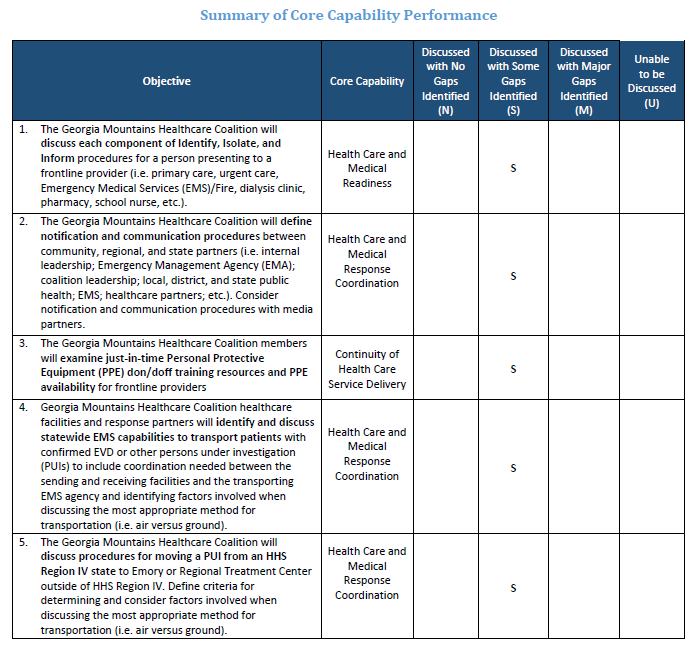 Summary of Core Capability Performance
Objective
Core Capability
Discussed
with No
Gaps
Identified
(N)
Discussed
with Some
Gaps
Identified
(S)
Discussed
with Major
Gaps
Identified
(M)
Unable
to be
Discussed
(U)
1. The Georgia Mountains Healthcare Coalition will
discuss each component of Identify, Isolate, and
Inform procedures for a person presenting to a
frontline provider (i.e. primary care, urgent care,
Emergency Medical Services (EMS)/Fire, dialysis clinic,
pharmacy, school nurse, etc.).
Health Care and
Medical
Readiness
S
2. The Georgia Mountains Healthcare Coalition will define
notification and communication procedures between
community, regional, and state partners (i.e. internal
leadership; Emergency Management Agency (EMA);
coalition leadership; local, district, and state public
health; EMS; healthcare partners; etc.). Consider
notification and communication procedures with media
partners.
Health Care and
Medical
Response
Coordination
S
3. The Georgia Mountains Healthcare Coalition members
will examine just-in-time Personal Protective
Equipment (PPE) don/doff training resources and PPE
availability for frontline providers
Continuity of
Health Care
Service Delivery
S
4. Georgia Mountains Healthcare Coalition healthcare
facilities and response partners will identify and discuss
statewide EMS capabilities to transport patients with
confirmed EVD or other persons under investigation
(PUIs) to include coordination needed between the
sending and receiving facilities and the transporting
EMS agency and identifying factors involved when
discussing the most appropriate method for
transportation (i.e. air versus ground).
Health Care and
Medical
Response
Coordination
S
5. The Georgia Mountains Healthcare Coalition will
discuss procedures for moving a PUI from an HHS
Region IV state to Emory or Regional Treatment Center
outside of HHS Region IV. Define criteria for
determining and consider factors involved when
discussing the most appropriate method for
transportation (i.e. air versus ground).
Health Care and
Medical
Response
Coordination
S